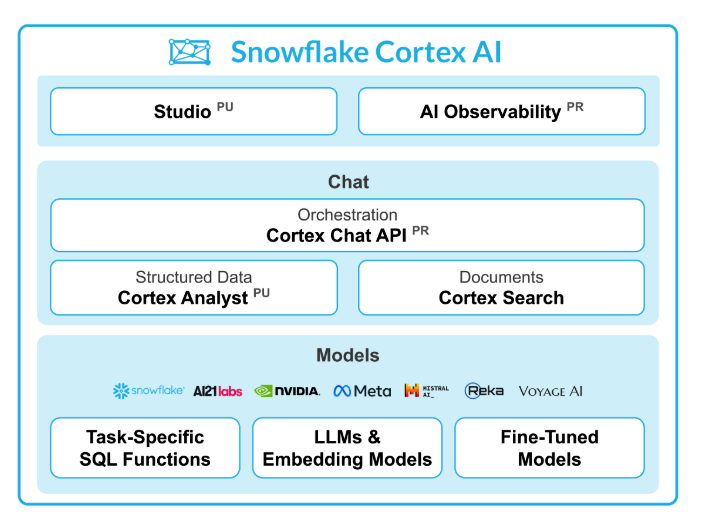 Snowflake Cortex AI
Studio PU
AI Observability PR
Chat
Orchestration
Cortex Chat API PR
Structured Data
Cortex Analyst PU
Documents
Cortex Search
Models
snowflake
AI21labs
NVIDIA.
Meta
MISTRAL
AI_
Reka
VOYAGE AI
Task-Specific
SQL Functions
LLMs &
Embedding Models
Fine-Tuned
Models